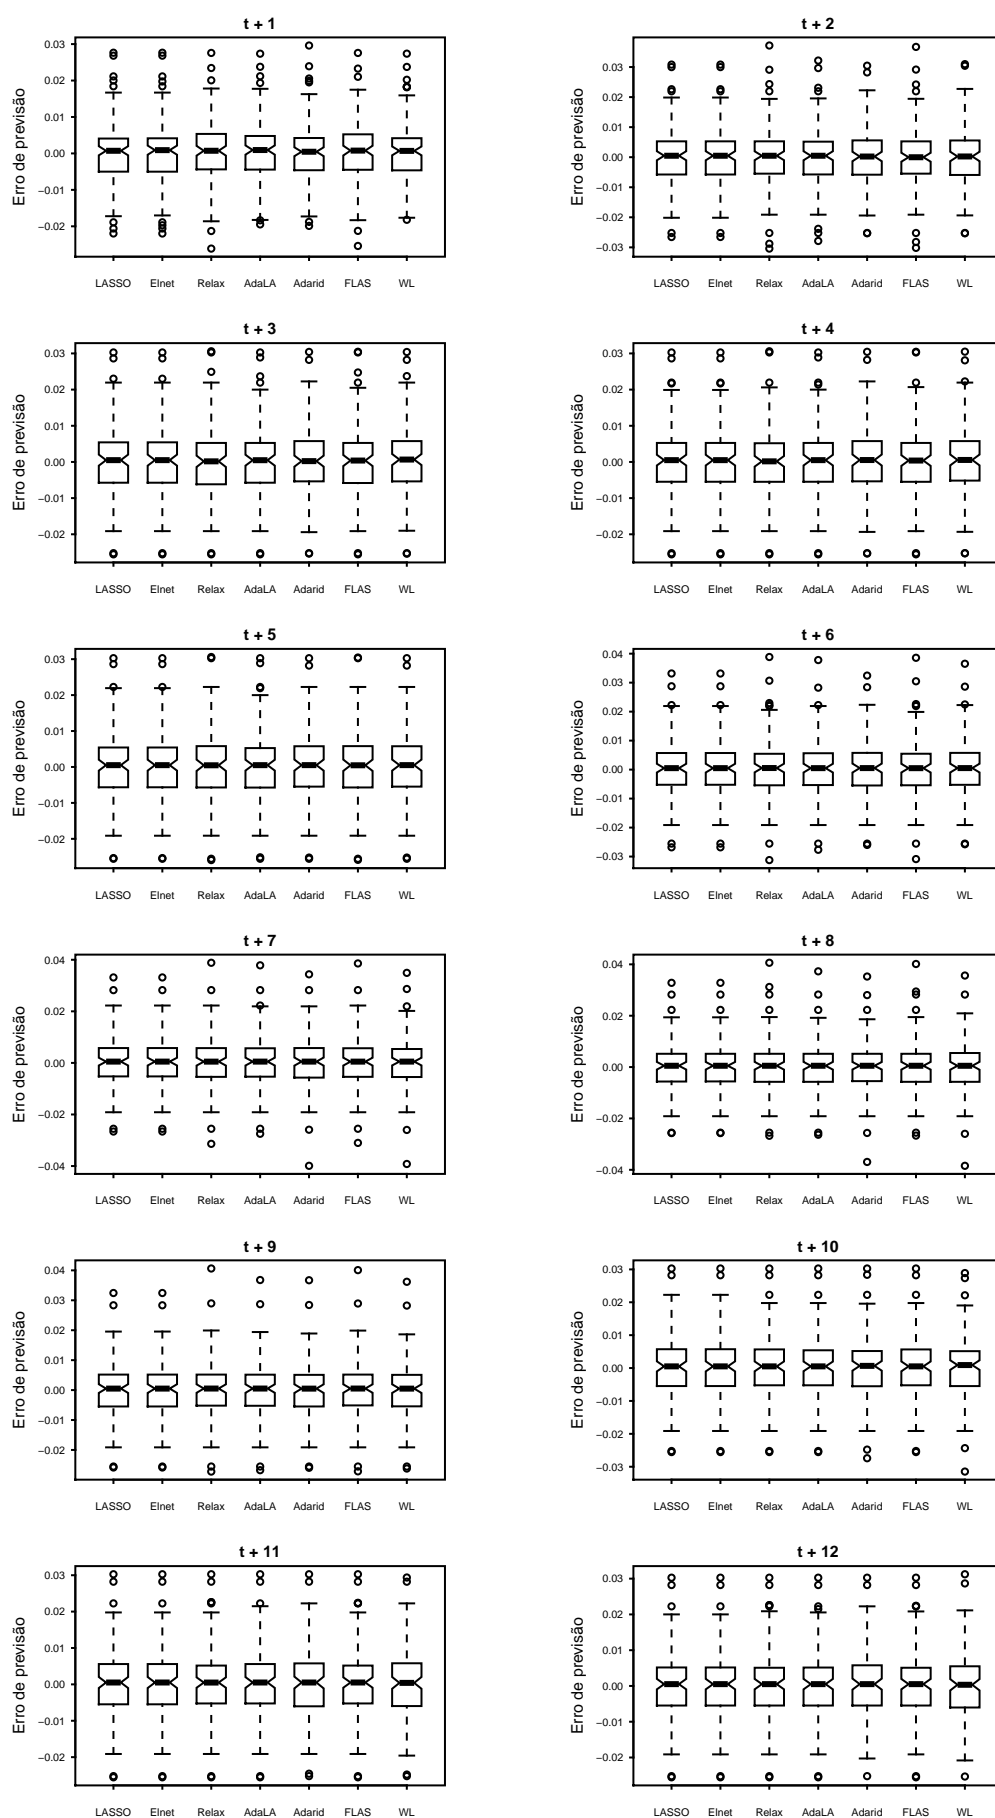 t + 1
Erro de previsão
0.03
0.02
0.01
0.00
−0.01
−0.02
LASSO Elnet Relax AdaLA Adarid FLAS WL
t + 2
Erro de previsão
0.03
0.02
0.01
0.00
−0.01
−0.02
−0.03
LASSO Elnet Relax AdaLA Adarid FLAS WL
t + 3
Erro de previsão
0.03
0.02
0.01
0.00
−0.01
−0.02
LASSO Elnet Relax AdaLA Adarid FLAS WL
t + 4
Erro de previsão
0.03
0.02
0.01
0.00
−0.01
−0.02
LASSO Elnet Relax AdaLA Adarid FLAS WL
t + 5
Erro de previsão
0.03
0.02
0.01
0.00
−0.01
−0.02
LASSO Elnet Relax AdaLA Adarid FLAS WL
t + 6
Erro de previsão
0.04
0.03
0.02
0.01
0.00
−0.01
−0.02
−0.03
LASSO Elnet Relax AdaLA Adarid FLAS WL
t + 7
Erro de previsão
0.04
0.02
0.00
−0.02
−0.04
LASSO Elnet Relax AdaLA Adarid FLAS WL
t + 8
Erro de previsão
0.04
0.02
0.00
−0.02
−0.04
LASSO Elnet Relax AdaLA Adarid FLAS WL
t + 9
Erro de previsão
0.04
0.03
0.02
0.01
0.00
−0.01
−0.02
LASSO Elnet Relax AdaLA Adarid FLAS WL
t + 10
Erro de previsão
0.03
0.02
0.01
0.00
−0.01
−0.02
−0.03
LASSO Elnet Relax AdaLA Adarid FLAS WL
t + 11
Erro de previsão
0.03
0.02
0.01
0.00
−0.01
−0.02
LASSO Elnet Relax AdaLA Adarid FLAS WL
t + 12
Erro de previsão
0.03
0.02
0.01
0.00
−0.01
−0.02
LASSO Elnet Relax AdaLA Adarid FLAS WL